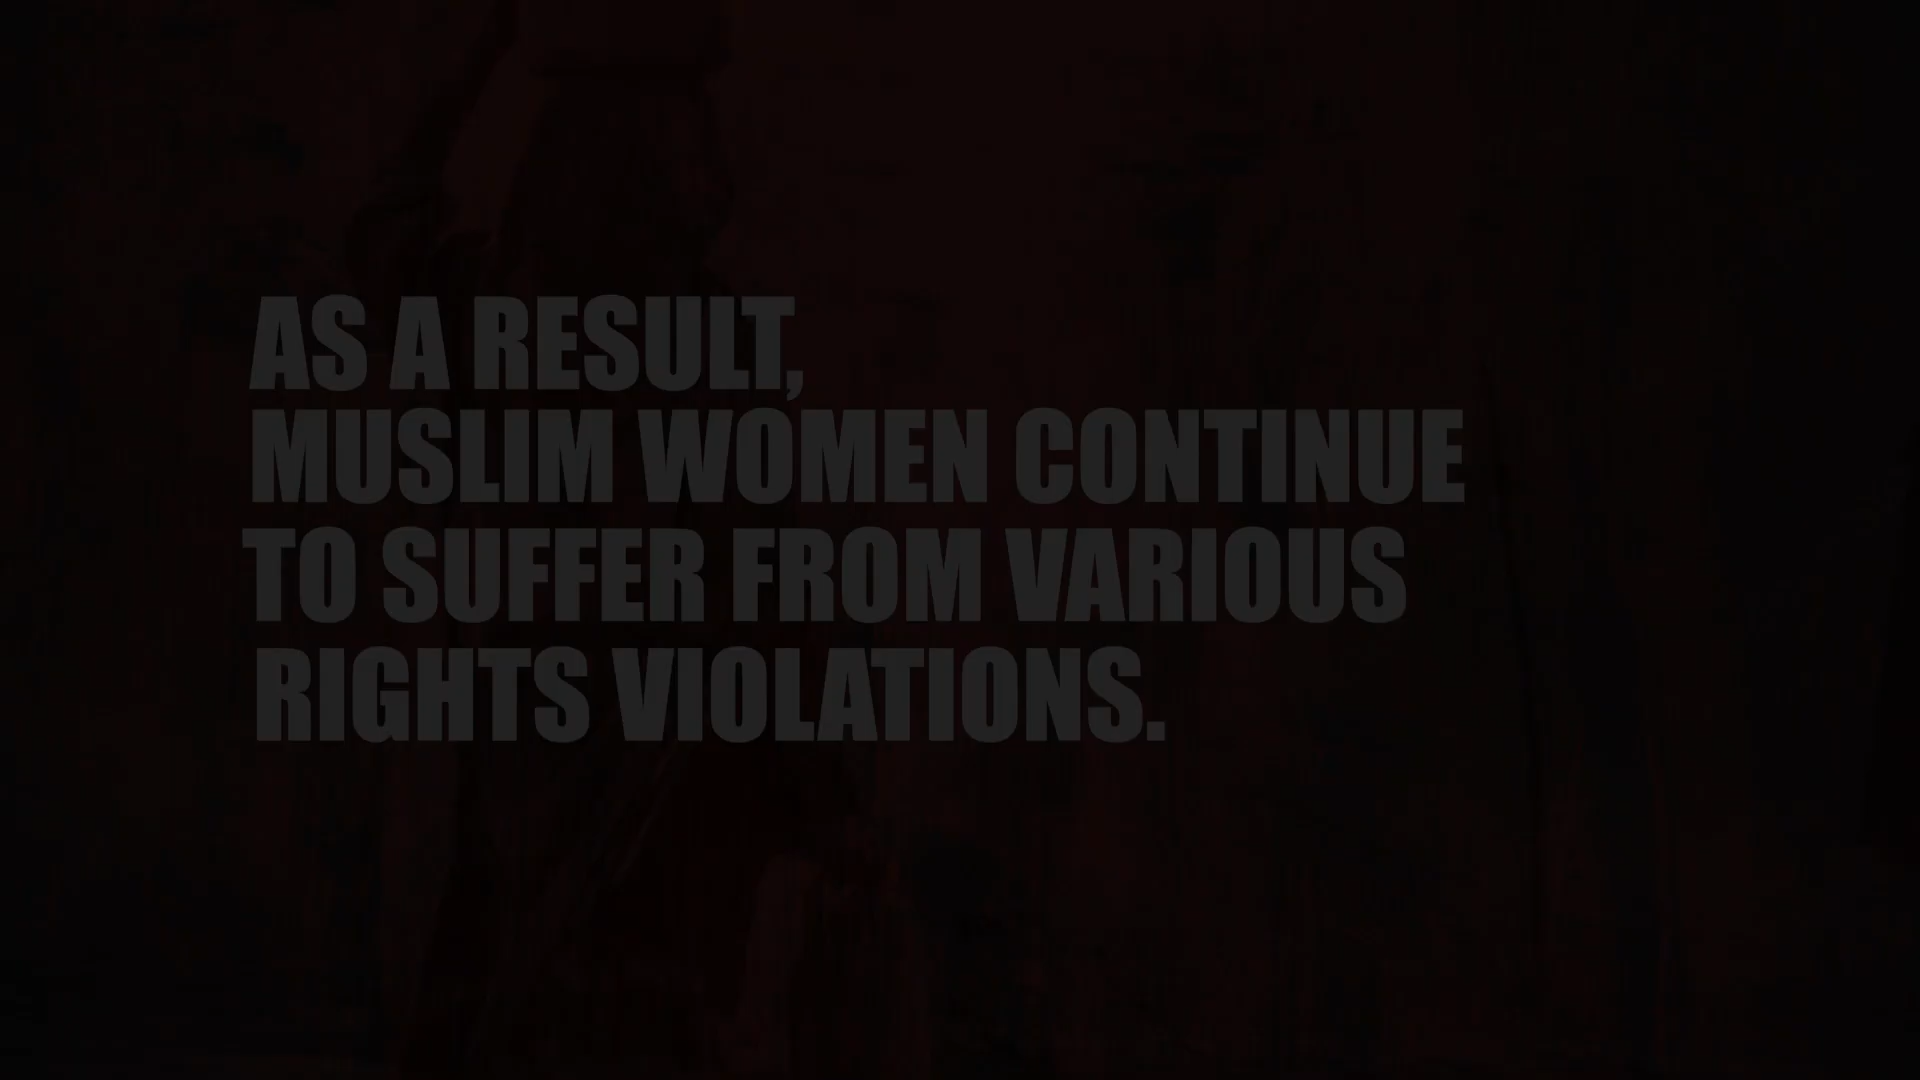 AS A RESULT,
MUSLIM WOMEN CONTINUE
TO SUFFER FROM VARIOUS
RIGHTS VIOLATIONS.